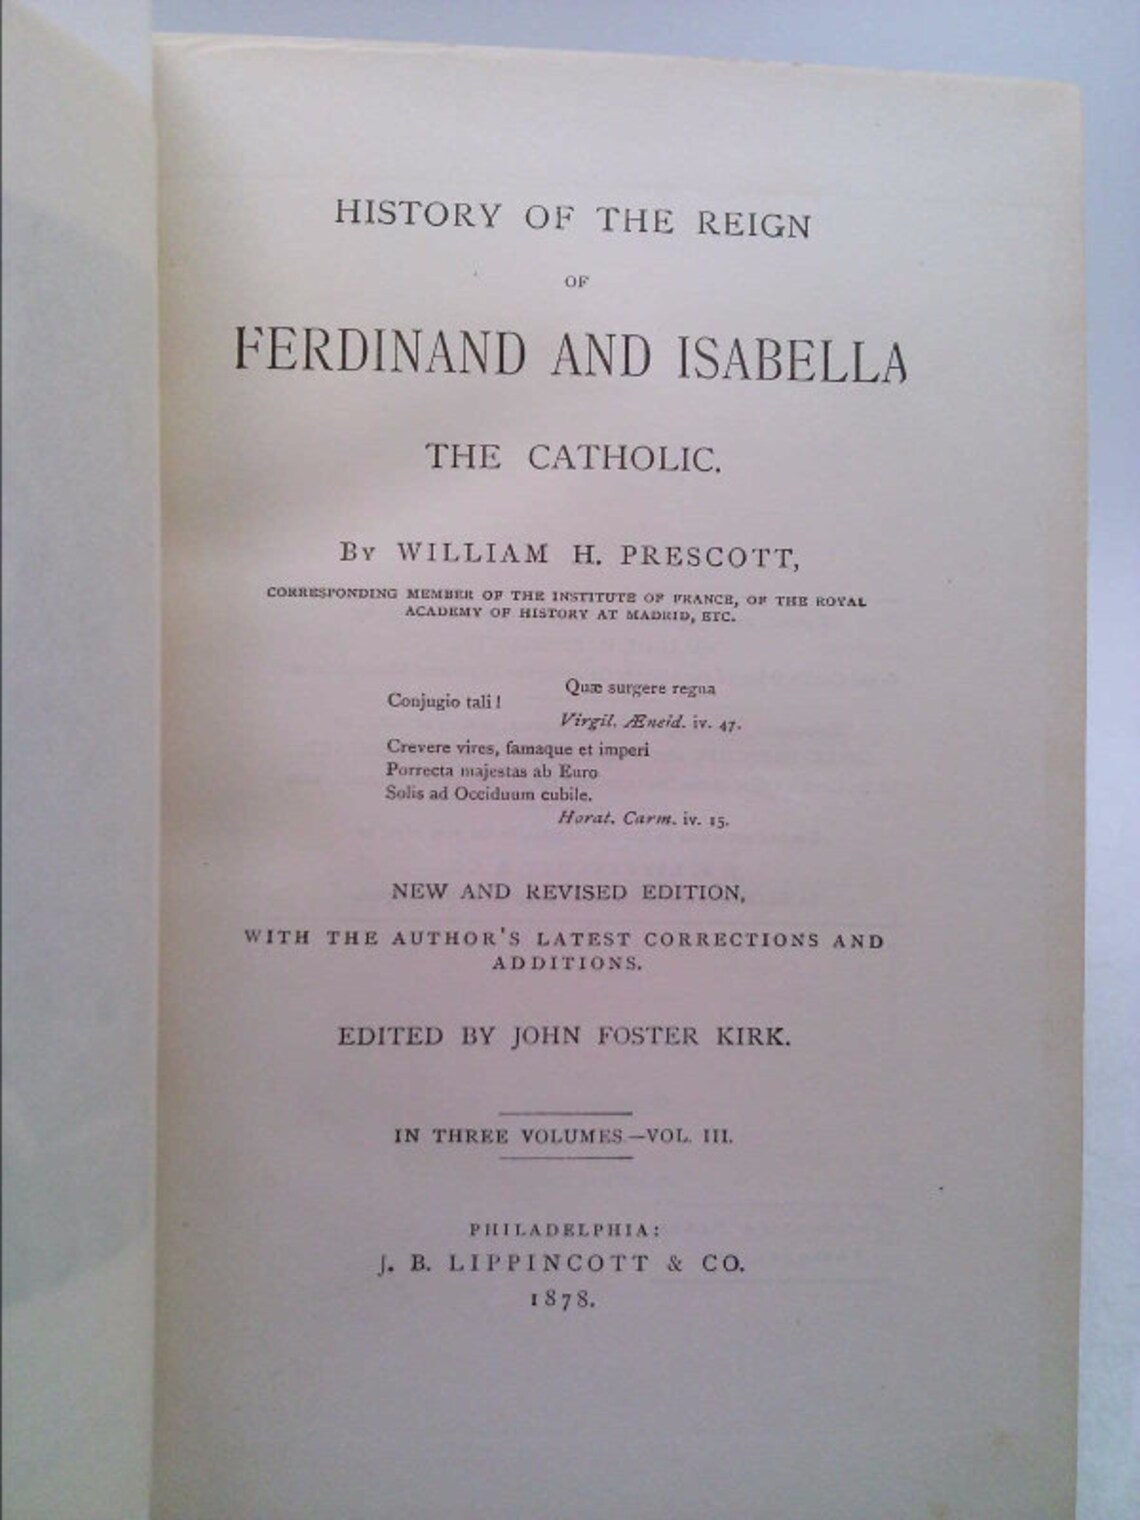 HISTORY OF THE REIGN
OF
FERDINAND AND ISABELLA
THE CATHOLIC.
By WILLIAM H. PRESCOTT,
CORRESPONDING MEMBER OF THE INSTITUTE OF FRANCE, OF THE ROYAL
ACADEMY OF HISTORY AT MADRID, ETC.
Quæ surgere regna
Conjugio tali!
Virgil. Æneid. iv. 47.
Crevere vires, famaque et imperi
Porrecta majestas ab Euro
Solis ad Occiduum cubile.
Horat. Carm. iv. 15.
NEW AND REVISED EDITION,
WITH THE AUTHOR'S LATEST CORRECTIONS AND
ADDITIONS.
EDITED BY JOHN FOSTER KIRK.
IN THREE VOLUMES.—VOL. III.
PHILADELPHIA:
J. B. LIPPINCOTT & CO.
1878.